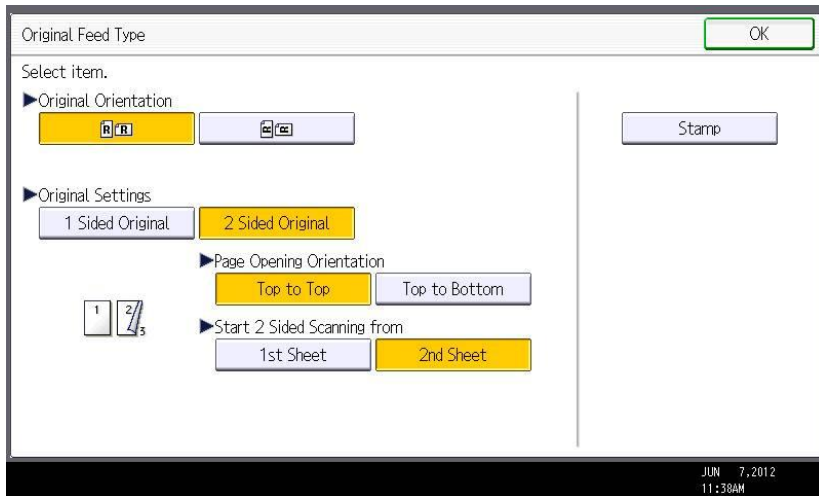 Original Feed Type
OK
Select item.
▶Original Orientation
R R
R R
Stamp
▶Original Settings
1 Sided Original
2 Sided Original
▶Page Opening Orientation
Top to Top
Top to Bottom
1 2 3
▶Start 2 Sided Scanning from
1st Sheet
2nd Sheet
JUN 7,2012
11:38AM